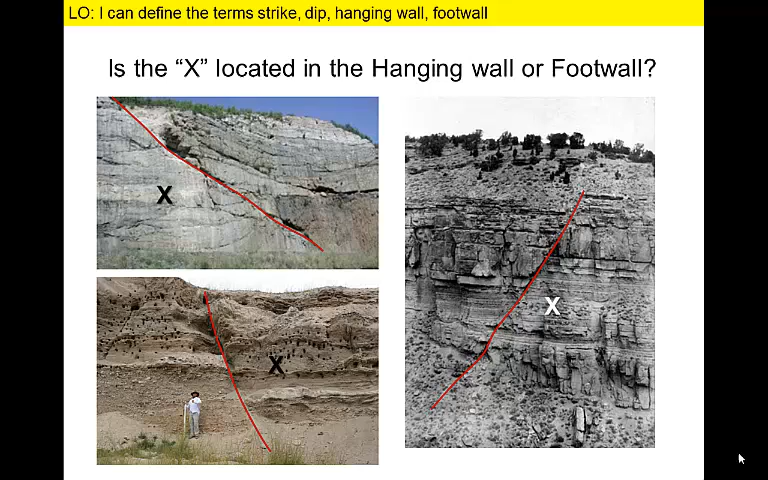 LO: I can define the terms strike, dip, hanging wall, footwall
Is the “X” located in the Hanging wall or Footwall?
X
X
X